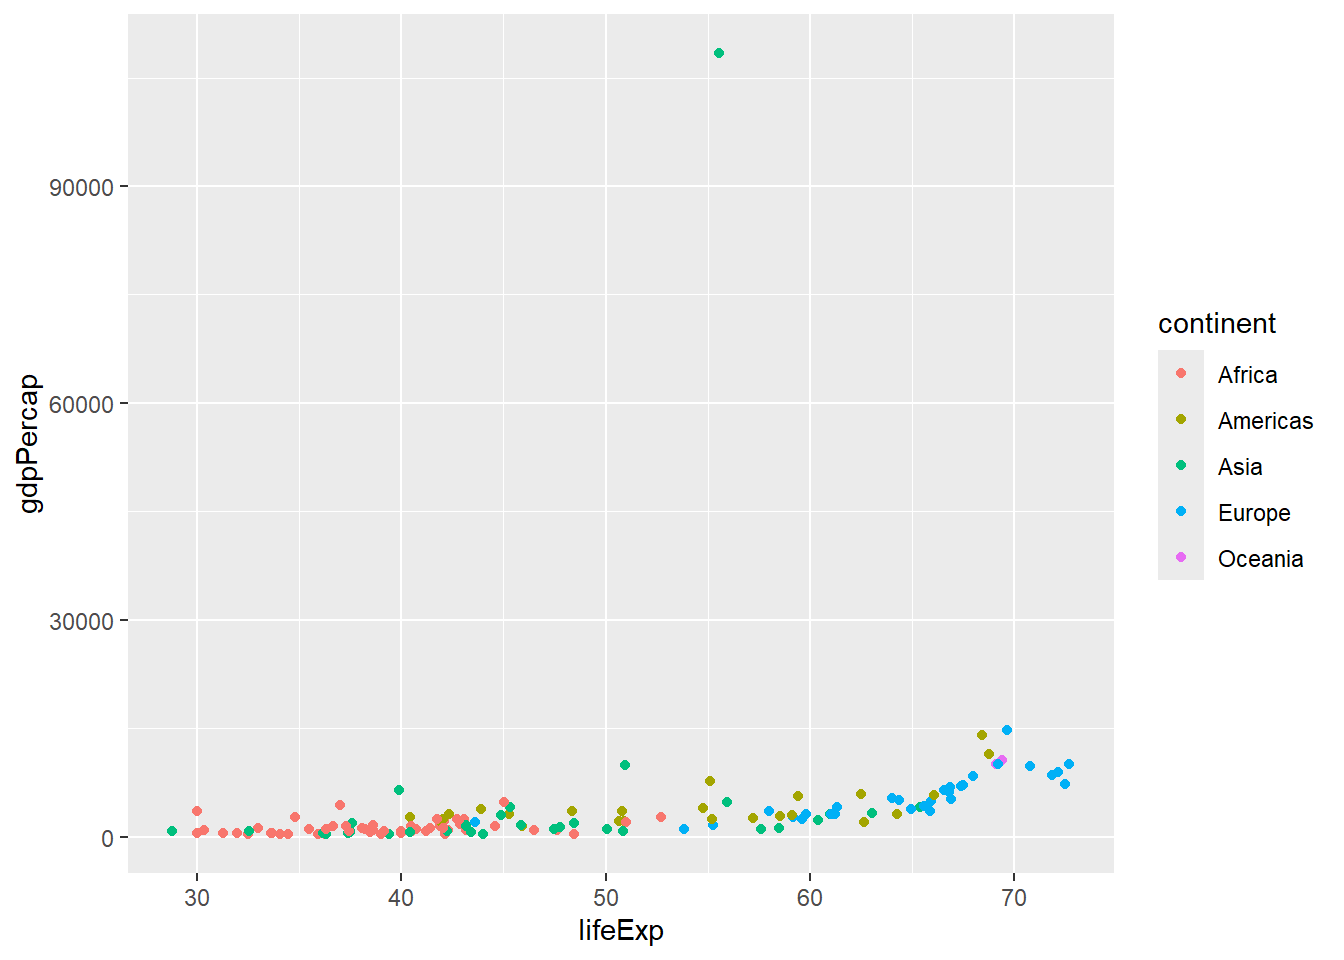 90000
60000
30000
0
gdpPercap
30 40 50 60 70
lifeExp
continent
Africa
Americas
Asia
Europe
Oceania